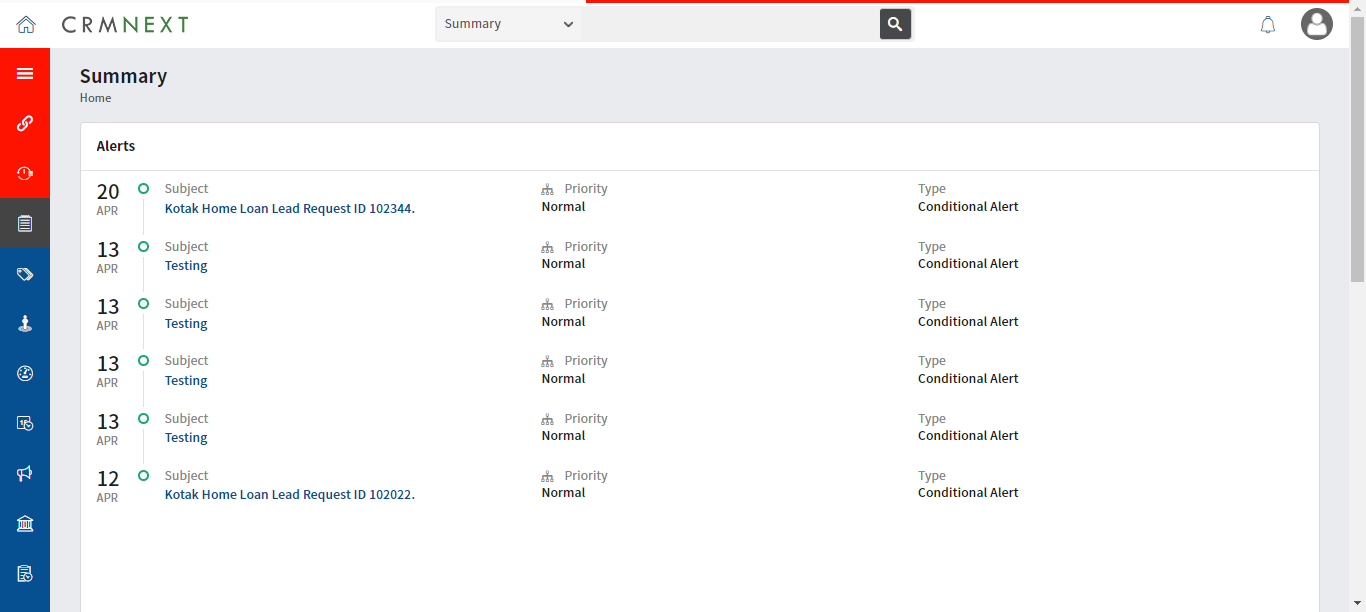 CRMNEXT
Summary
Summary
Home
Alerts
20 Subject Priority Type
APR Kotak Home Loan Lead Request ID 102344. Normal Conditional Alert
13 Subject Priority Type
APR Testing Normal Conditional Alert
13 Subject Priority Type
APR Testing Normal Conditional Alert
13 Subject Priority Type
APR Testing Normal Conditional Alert
13 Subject Priority Type
APR Testing Normal Conditional Alert
12 Subject Priority Type
APR Kotak Home Loan Lead Request ID 102022. Normal Conditional Alert